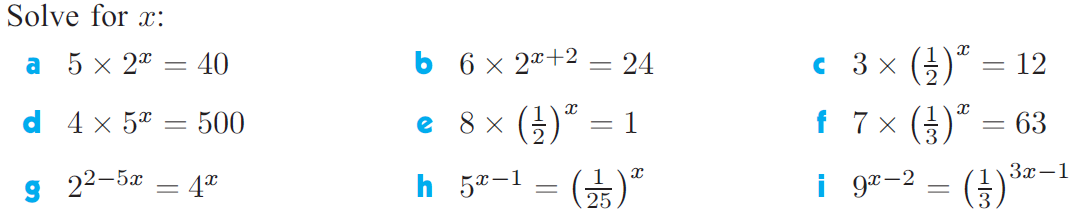 Solve for x:
a 5 × 2^x = 40 b 6 × 2^{x+2} = 24 c 3 × (1/2)^x = 12
d 4 × 5^x = 500 e 8 × (1/2)^x = 1 f 7 × (1/3)^x = 63
g 2^{2−5x} = 4^x h 5^{x−1} = (1/25)^x i 9^{x−2} = (1/3)^{3x−1}